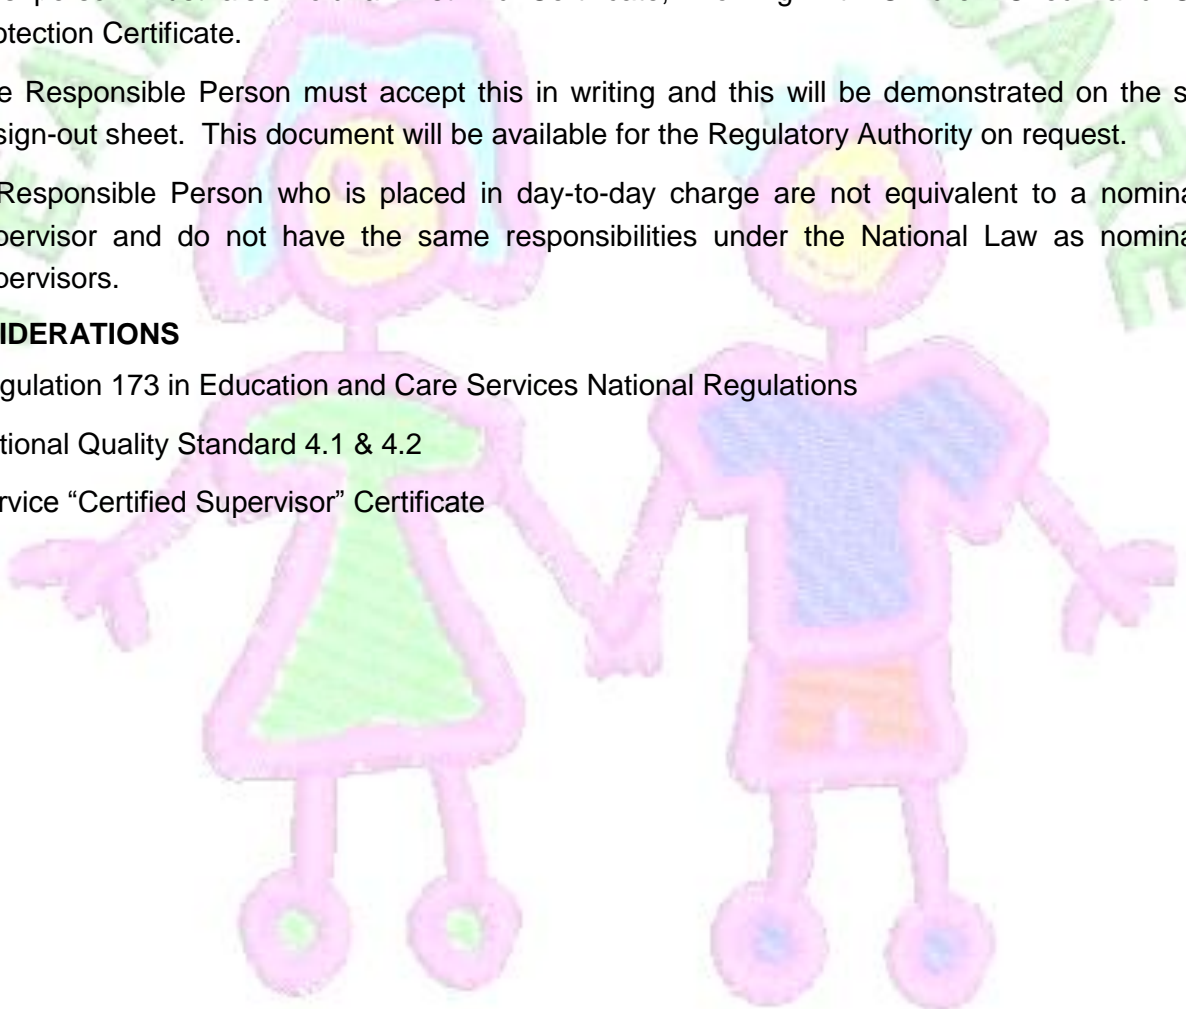 otection Certificate.
e Responsible Person must accept this in writing and this will be demonstrated on the s
sign-out sheet. This document will be available for the Regulatory Authority on request.
Responsible Person who is placed in day-to-day charge are not equivalent to a nomina
pervisor and do not have the same responsibilities under the National Law as nomina
pervisors.
IDERATIONS
gulation 173 in Education and Care Services National Regulations
tional Quality Standard 4.1 & 4.2
rvice “Certified Supervisor” Certificate